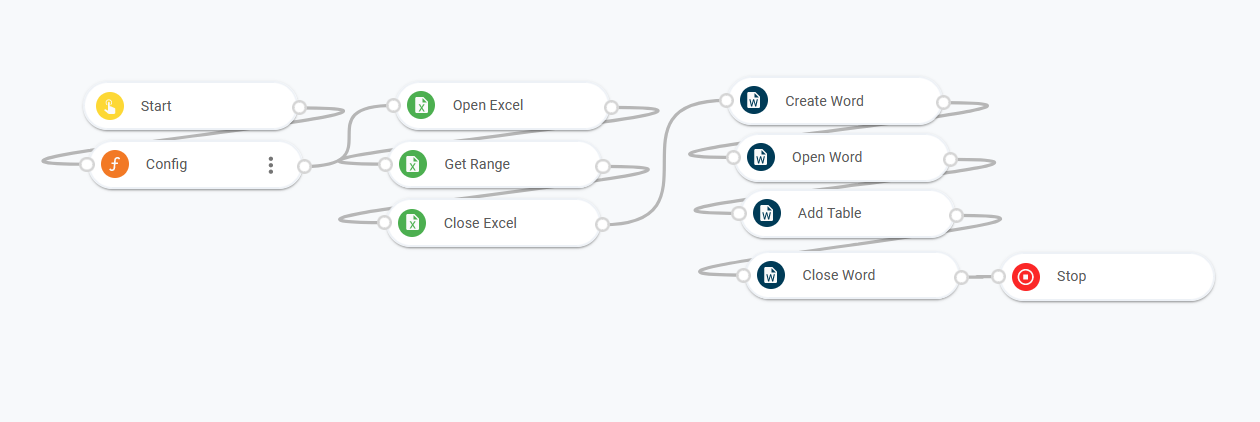 Start
Config
Open Excel
Get Range
Close Excel
Create Word
Open Word
Add Table
Close Word
Stop